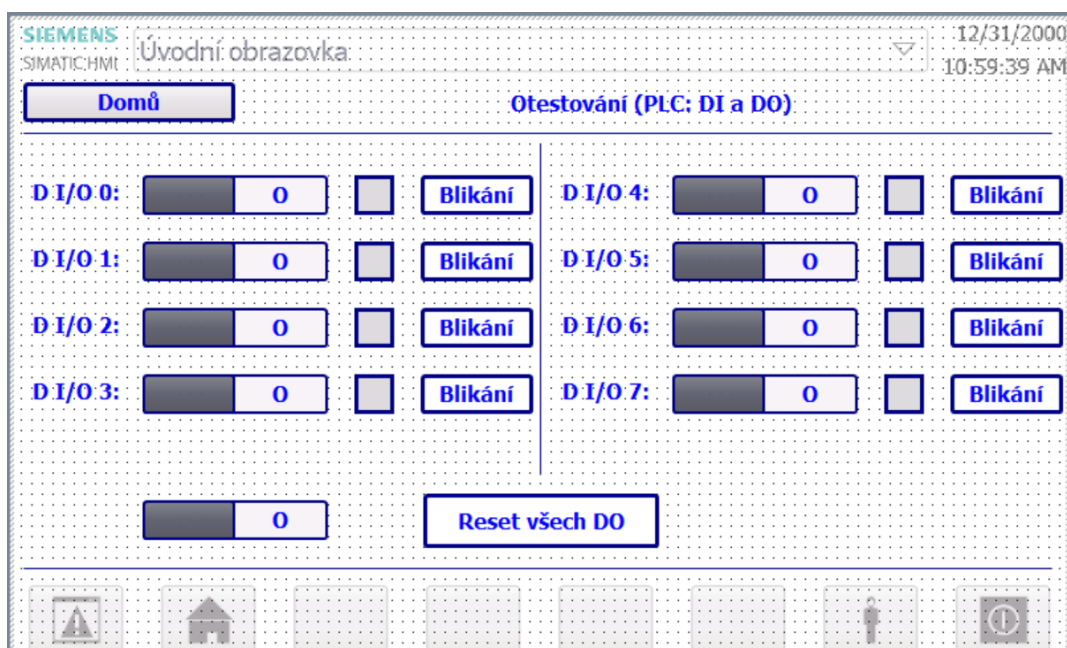 SIEMENS
SIMATIC HMI
Úvodní obrazovka
12/31/2000
10:59:39 AM
Domů
Otestování (PLC: DI a DO)
D I/O 0: 0 Blikání D I/O 4: 0 Blikání
D I/O 1: 0 Blikání D I/O 5: 0 Blikání
D I/O 2: 0 Blikání D I/O 6: 0 Blikání
D I/O 3: 0 Blikání D I/O 7: 0 Blikání
0 Reset všech DO